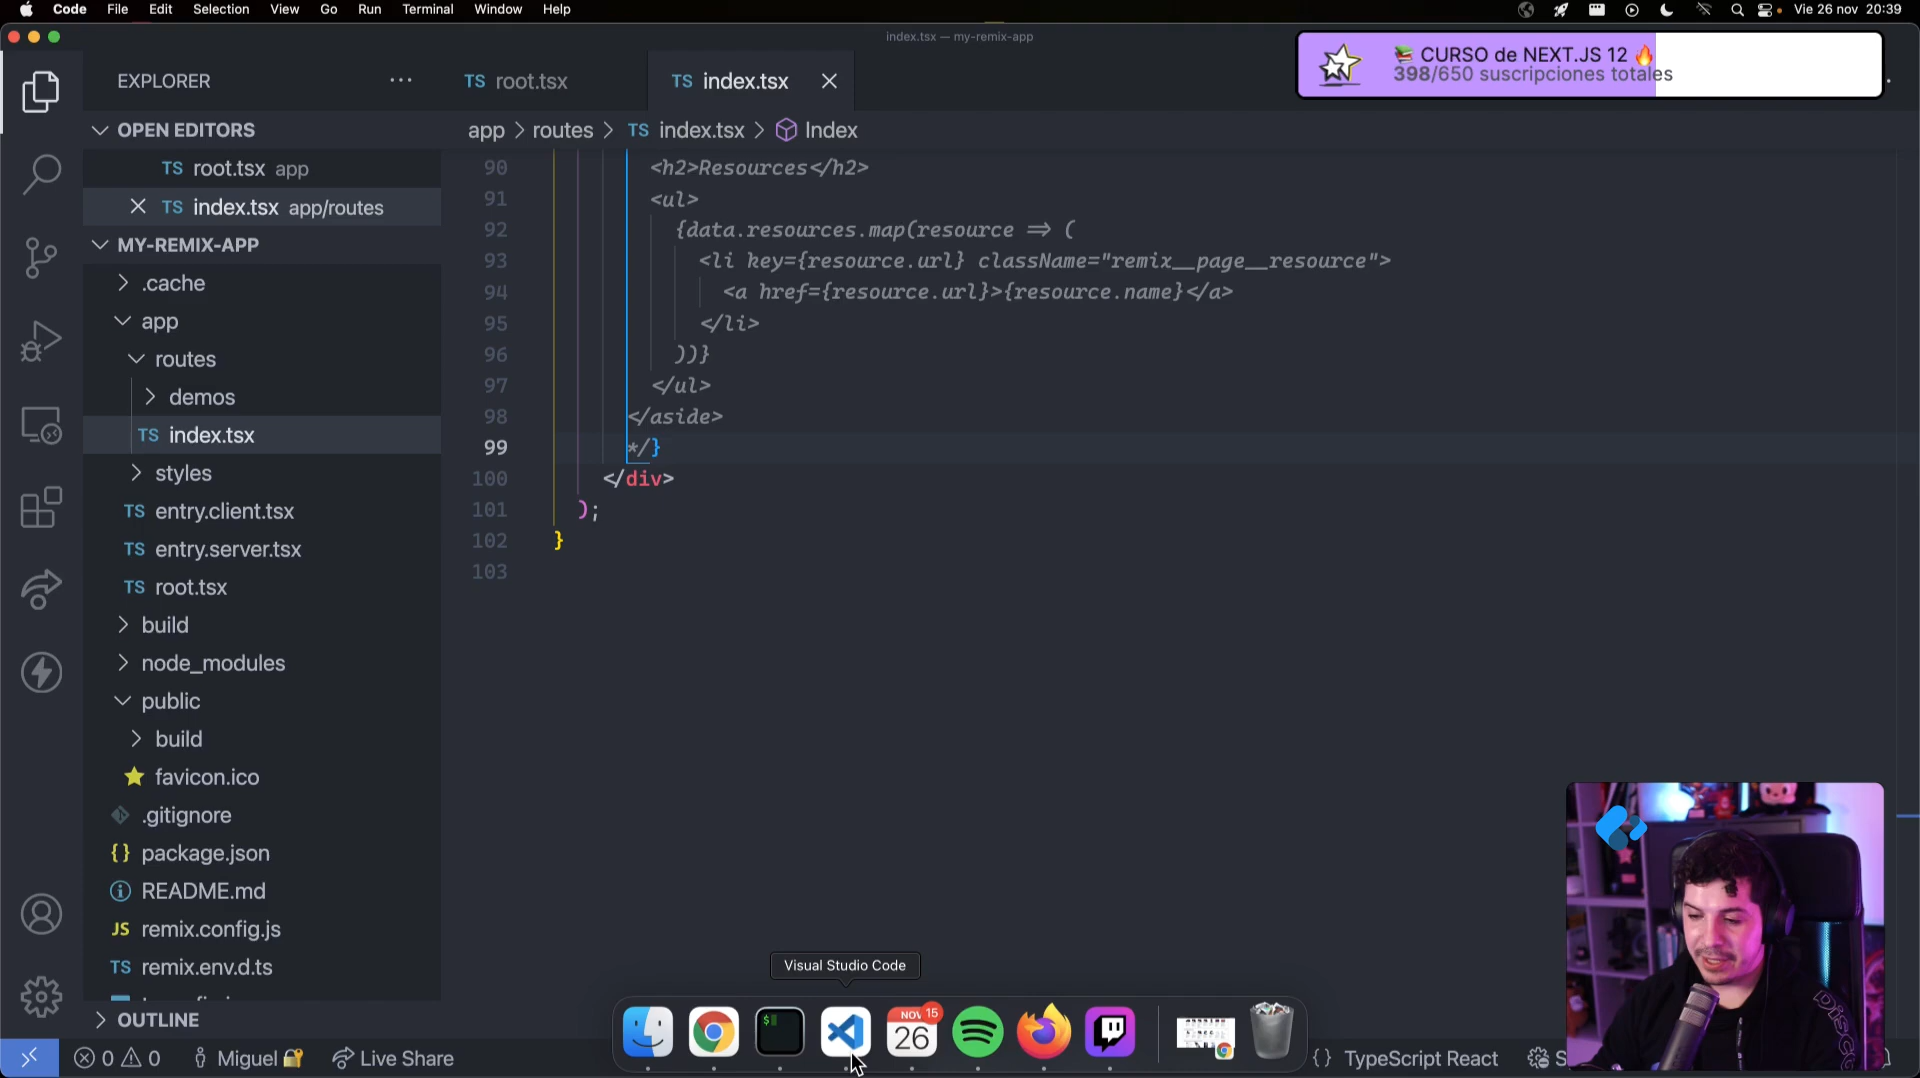 Code File Edit Selection View Go Run Terminal Window Help
Vie 26 nov 20:39
index.tsx — my-remix-app
📚 CURSO de NEXT.JS 12 🔥
398/650 suscripciones totales
EXPLORER ···
TS root.tsx
TS index.tsx
OPEN EDITORS
TS root.tsx app
TS index.tsx app/routes
MY-REMIX-APP
.cache
app
routes
demos
TS index.tsx
styles
TS entry.client.tsx
TS entry.server.tsx
TS root.tsx
build
node_modules
public
build
favicon.ico
.gitignore
{} package.json
README.md
JS remix.config.js
TS remix.env.d.ts
OUTLINE
app > routes > TS index.tsx > Index
90 <h2>Resources</h2>
91 <ul>
92 {data.resources.map(resource => (
93 <li key={resource.url} className="remix__page__resource">
94 <a href={resource.url}>{resource.name}</a>
95 </li>
96 ))}
97 </ul>
98 </aside>
99 */}
100 </div>
101 );
102 }
103
Visual Studio Code
NOV 15
26
$
0 0 Miguel 🔐 Live Share
{} TypeScript React